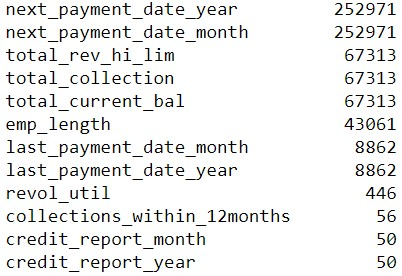 next_payment_date_year 252971
next_payment_date_month 252971
total_rev_hi_lim 67313
total_collection 67313
total_current_bal 67313
emp_length 43061
last_payment_date_month 8862
last_payment_date_year 8862
revol_util 446
collections_within_12months 56
credit_report_month 50
credit_report_year 50